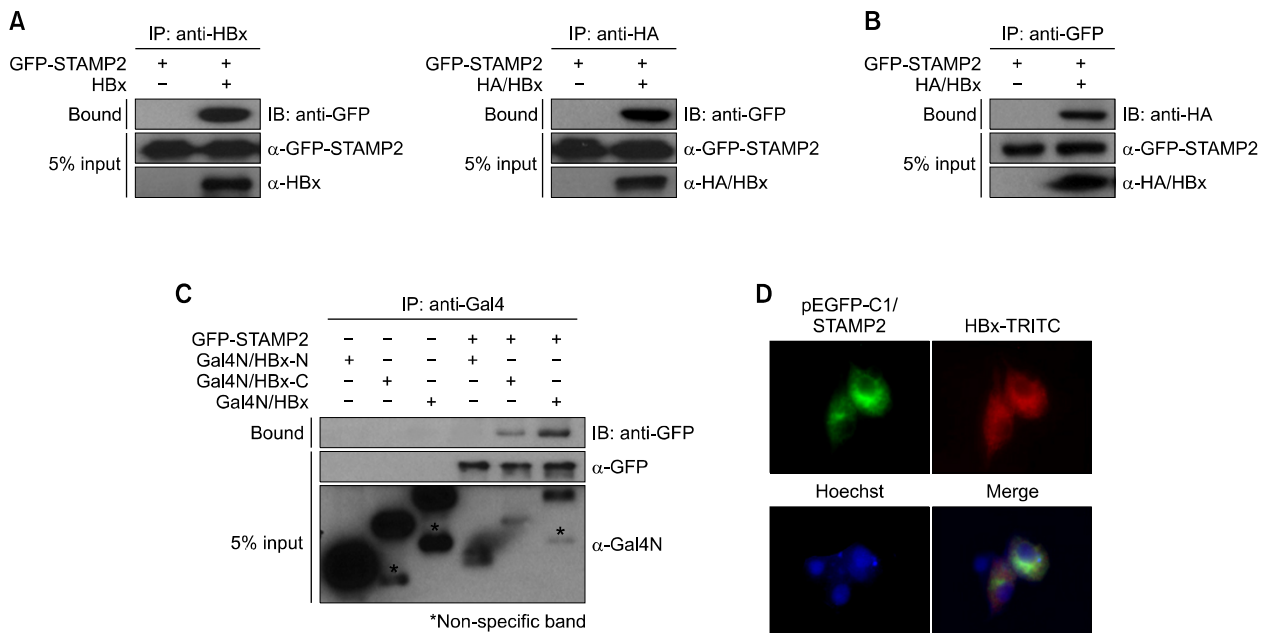 A
IP: anti-HBx
GFP-STAMP2 + +
HBx – +
Bound IB: anti-GFP
5% input α-GFP-STAMP2
α-HBx
IP: anti-HA
GFP-STAMP2 + +
HA/HBx – +
Bound IB: anti-GFP
5% input α-GFP-STAMP2
α-HA/HBx
B
IP: anti-GFP
GFP-STAMP2 + +
HA/HBx – +
Bound IB: anti-HA
5% input α-GFP-STAMP2
α-HA/HBx
C
IP: anti-Gal4
GFP-STAMP2 – – – + + +
Gal4N/HBx-N + – – + – –
Gal4N/HBx-C – + – – + –
Gal4N/HBx – – + – – +
Bound IB: anti-GFP
α-GFP
* *
5% input α-Gal4N
*
*Non-specific band
D
pEGFP-C1/
STAMP2 HBx-TRITC
Hoechst Merge